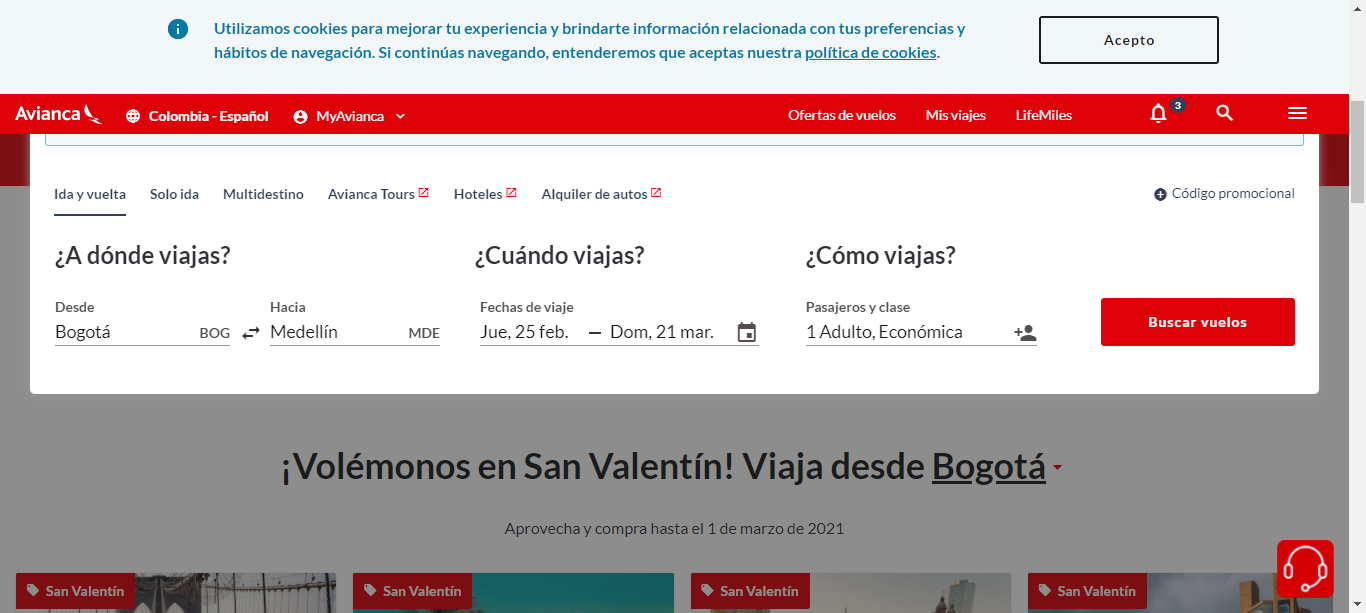 Utilizamos cookies para mejorar tu experiencia y brindarte información relacionada con tus preferencias y
hábitos de navegación. Si continúas navegando, entenderemos que aceptas nuestra política de cookies.
Acepto
Avianca
Colombia - Español
MyAvianca
Ofertas de vuelos
Mis viajes
LifeMiles
3
Ida y vuelta
Solo ida
Multidestino
Avianca Tours
Hoteles
Alquiler de autos
Código promocional
¿A dónde viajas?
¿Cuándo viajas?
¿Cómo viajas?
Desde
Hacia
Fechas de viaje
Pasajeros y clase
Bogotá BOG
Medellín MDE
Jue, 25 feb. — Dom, 21 mar.
1 Adulto, Económica
Buscar vuelos
¡Volémonos en San Valentín! Viaja desde Bogotá
Aprovecha y compra hasta el 1 de marzo de 2021
San Valentín
San Valentín
San Valentín
San Valentín